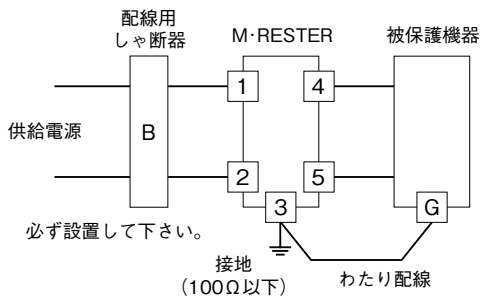 配線用
しゃ断器
M・RESTER
被保護機器
1
4
供給電源
B
2
5
3
G
必ず設置して下さい。
接地
(100Ω以下)
わたり配線